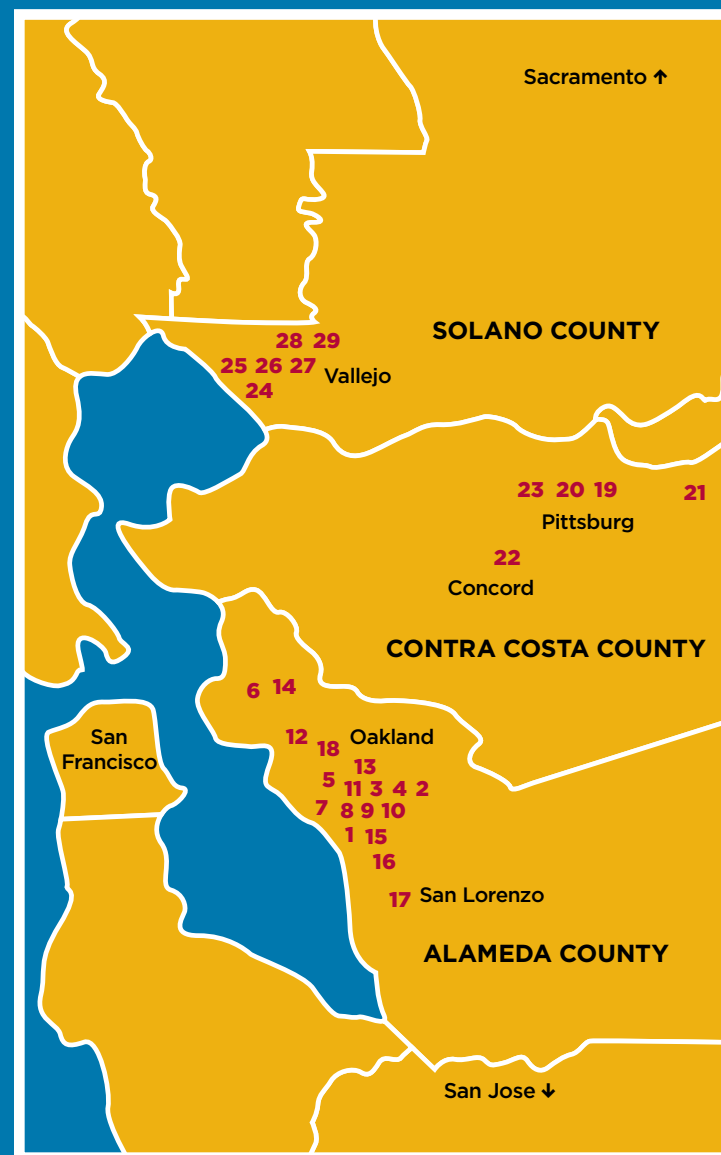 Sacramento ↑
SOLANO COUNTY
28 29
25 26 27
Vallejo
24
23 20 19
21
Pittsburg
22
Concord
CONTRA COSTA COUNTY
6 14
12
18
Oakland
San
Francisco
13
5
11 3 4 2
7 8 9 10
1 15
16
17 San Lorenzo
ALAMEDA COUNTY
San Jose ↓